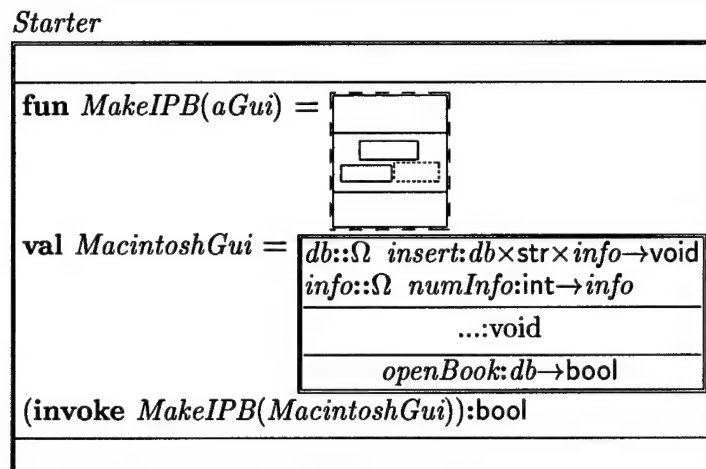 Starter
fun MakeIPB(aGui) =
val MacintoshGui =
db::Ω insert:db×str×info→void
info::Ω numInfo:int→info
...:void
openBook:db→bool
(invoke MakeIPB(MacintoshGui)):bool